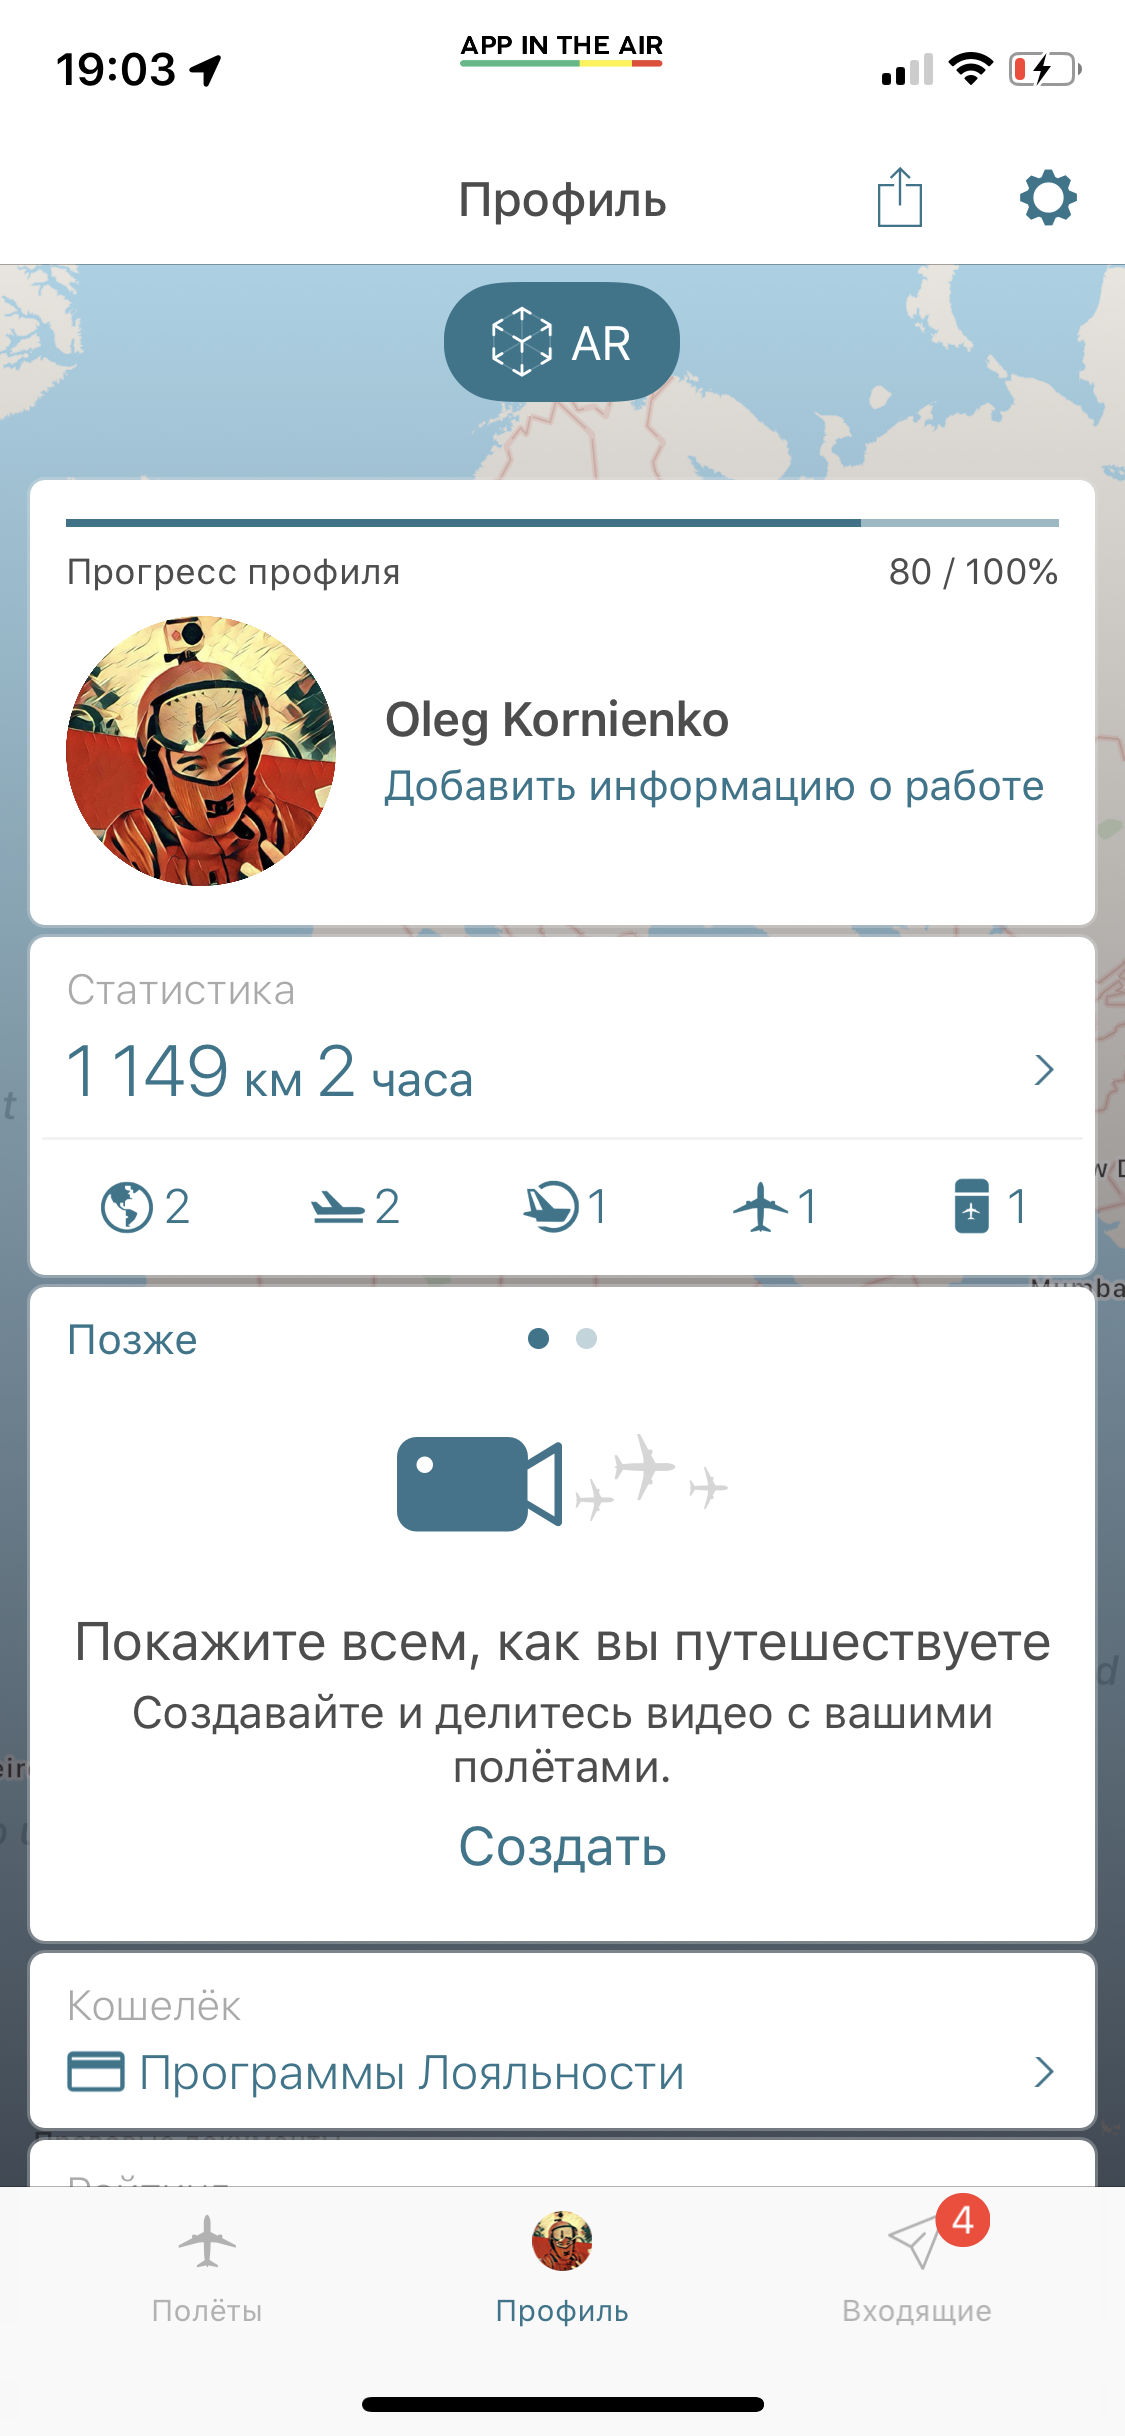 APP IN THE AIR
19:03
Профиль
AR
Прогресс профиля 80 / 100%
Oleg Kornienko
Добавить информацию о работе
Статистика
1 149 км 2 часа
2 2 1 1 1
Позже
Покажите всем, как вы путешествуете
Создавайте и делитесь видео с вашими
полётами.
Создать
Кошелёк
Программы Лояльности
Рейтинг
4
Полёты Профиль Входящие